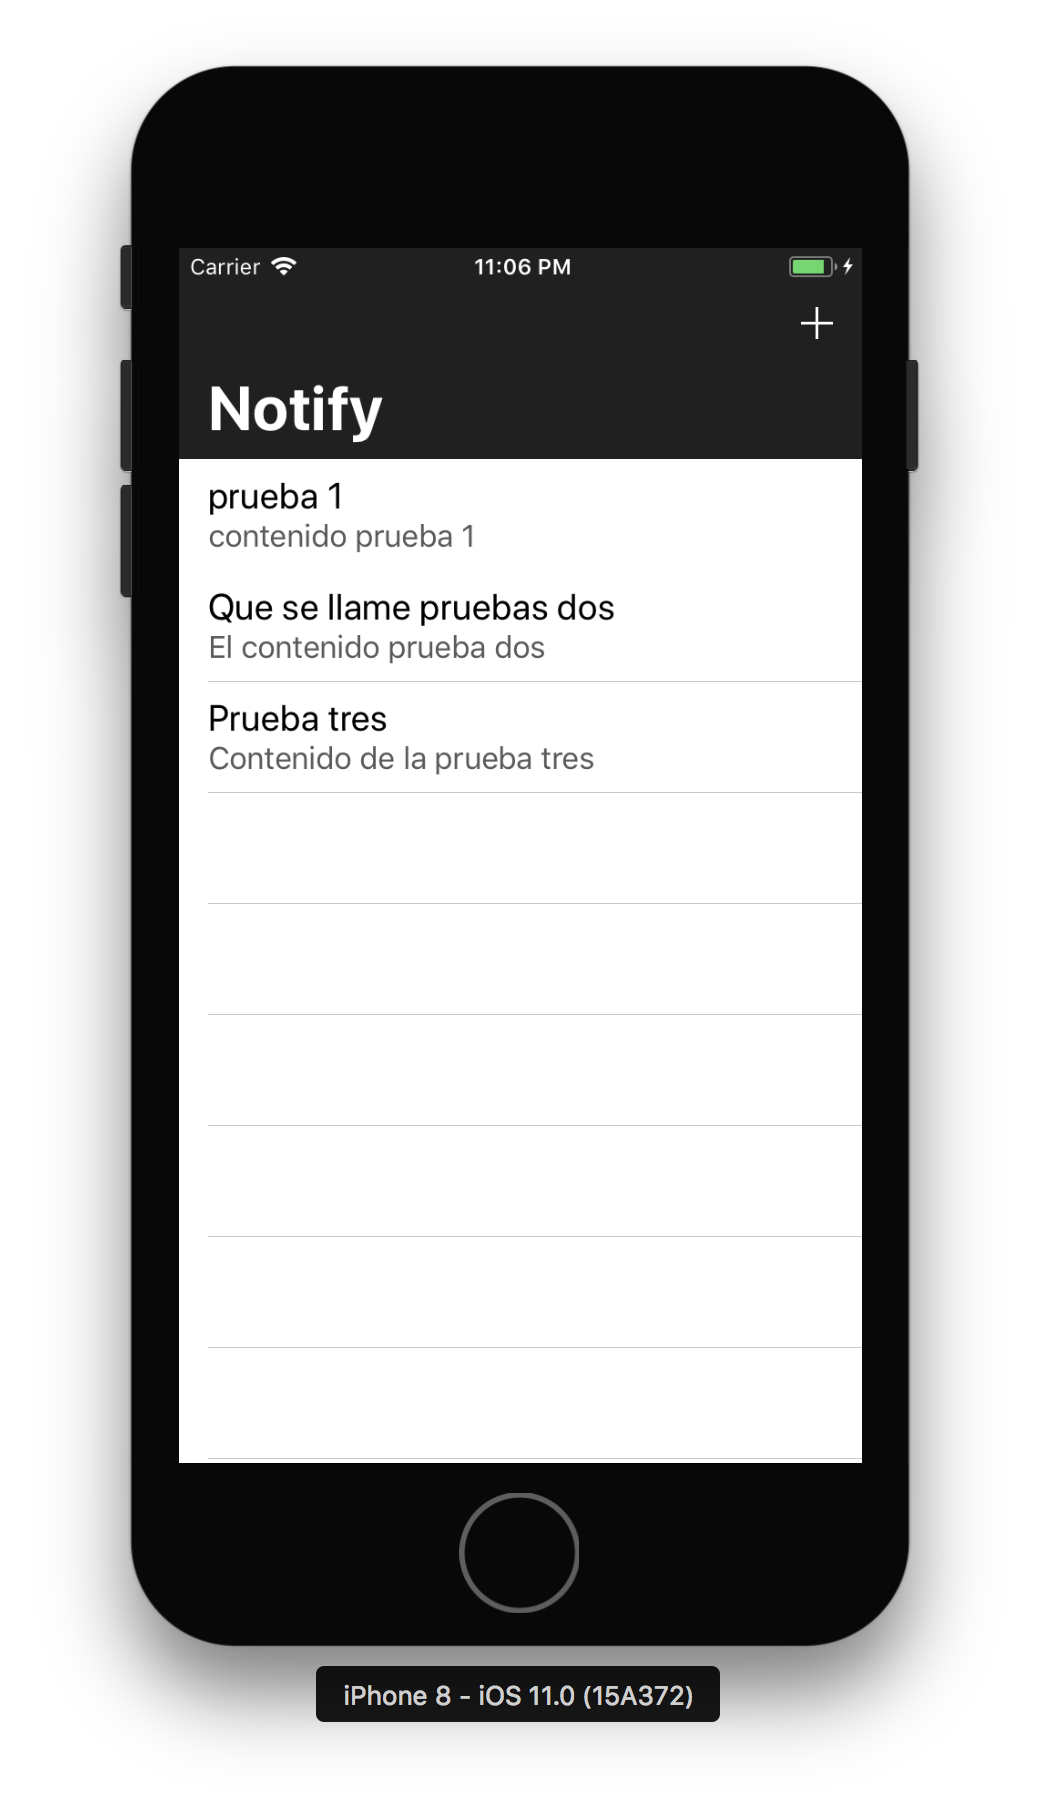 Carrier 11:06 PM
Notify
prueba 1
contenido prueba 1
Que se llame pruebas dos
El contenido prueba dos
Prueba tres
Contenido de la prueba tres
iPhone 8 - iOS 11.0 (15A372)